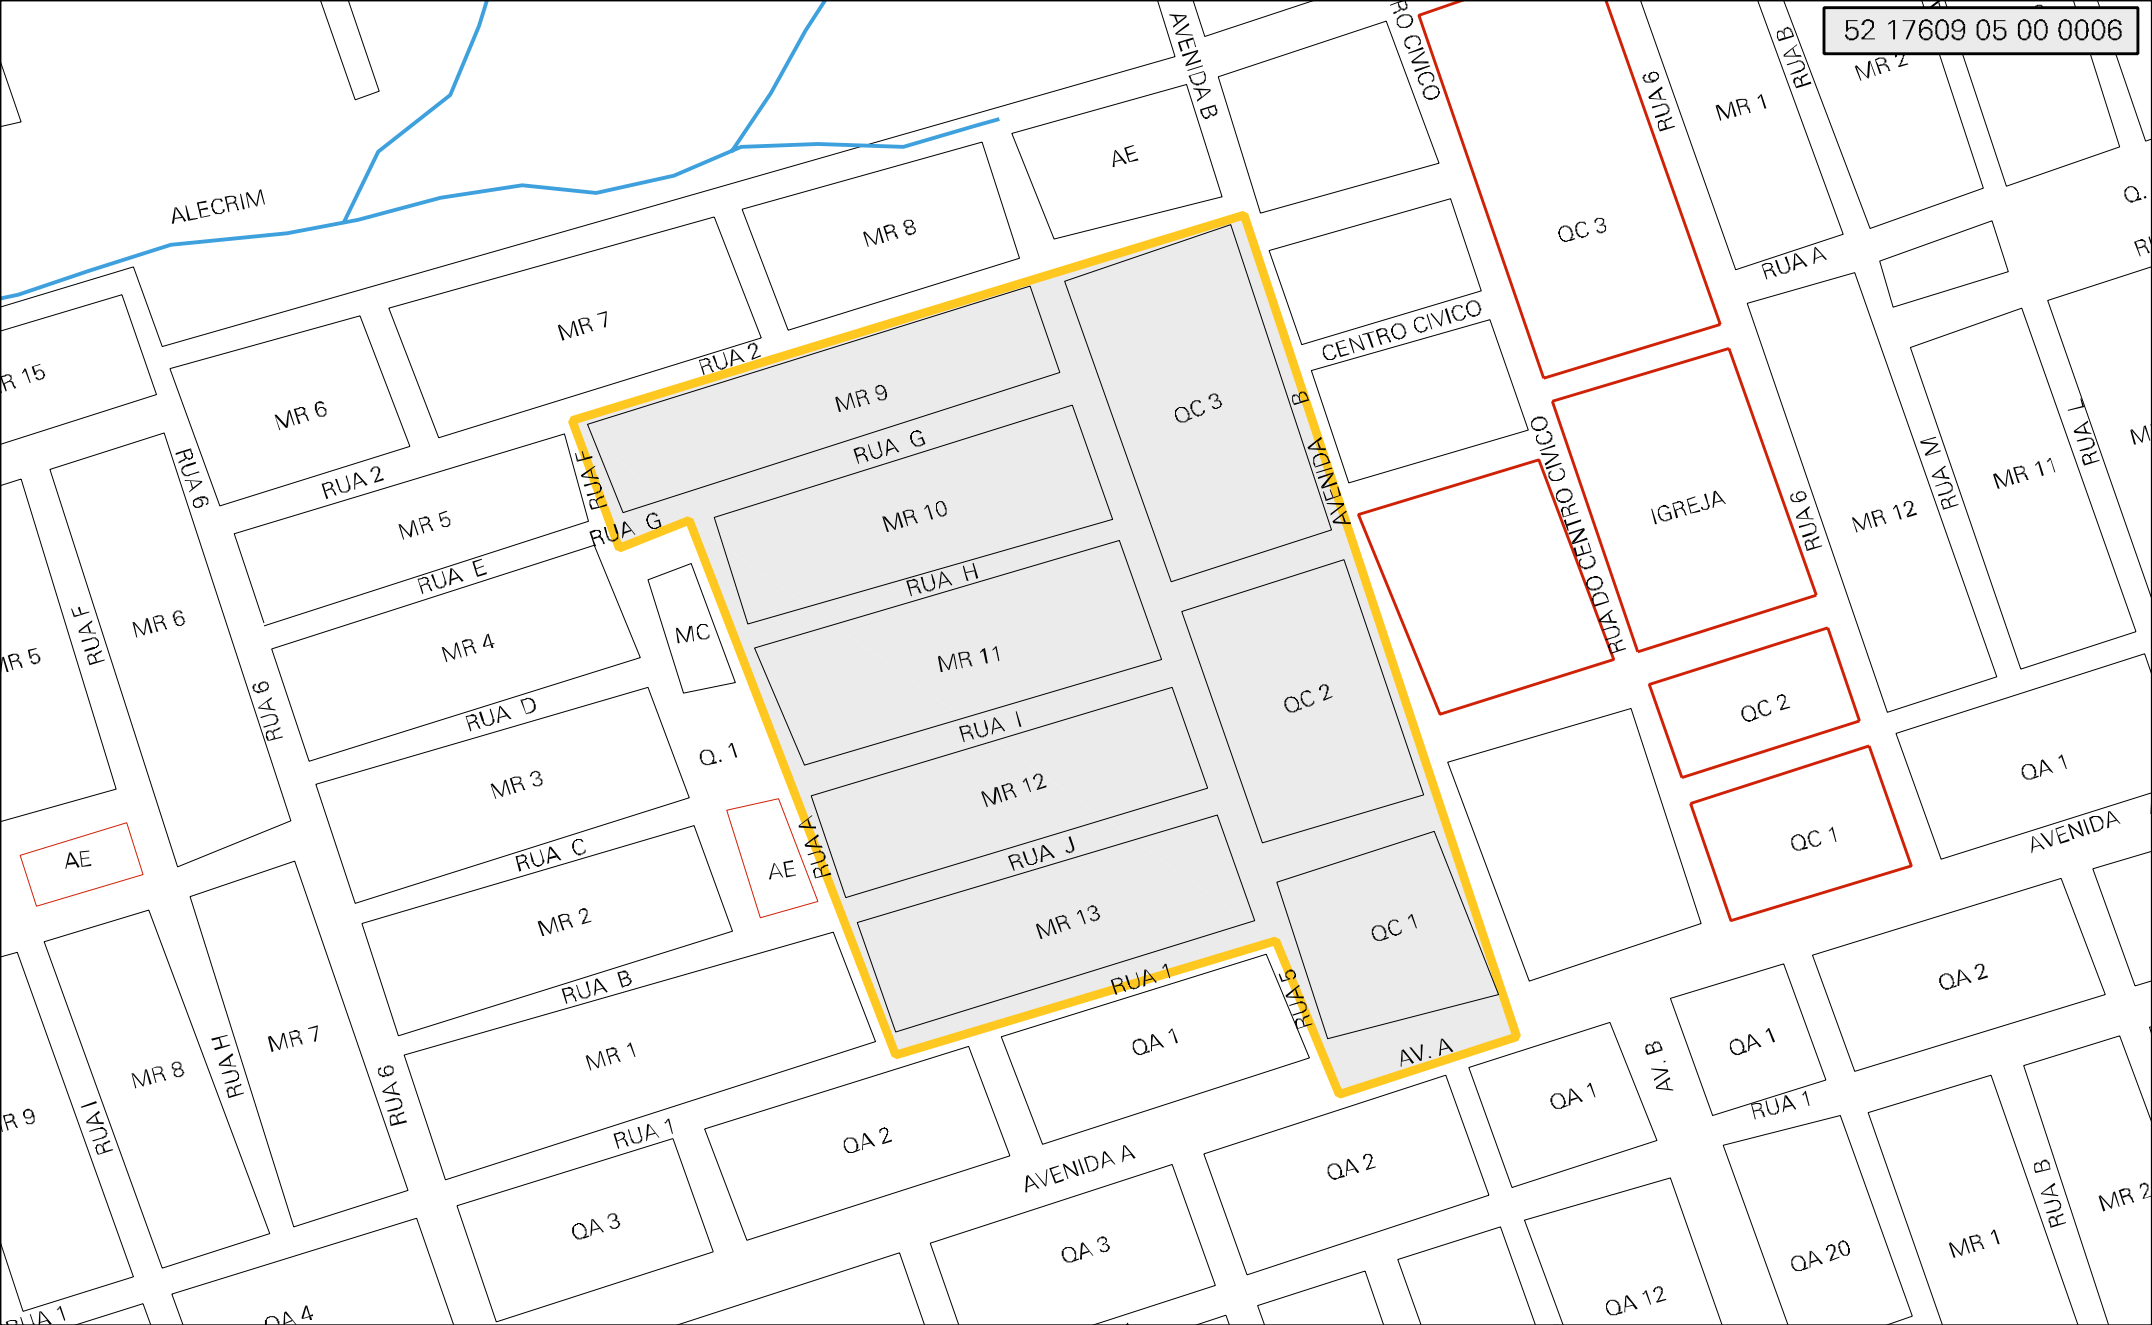 52 17609 05 00 0006
AVENIDA B
RO CIVICO
RUA 6
MR 1
RUA B
MR 2
ALECRIM
AE
MR 8
QC 3
RUA A
Q.
MR 7
RUA 2
CENTRO CIVICO
R 15
MR 6
MR 9
QC 3
AVENIDA B
RUA 6
RUA 2
RUA F
RUA G
RUA G
MR 5
MR 10
RUA DO CENTRO CIVICO
IGREJA
RUA 6
MR 12
RUA M
MR 11
RUA L
RUA E
RUA H
RUA F
MR 6
MR 5
MR 4
MC
MR 11
QC 2
QC 2
RUA 6
RUA D
RUA I
Q. 1
MR 3
MR 12
QA 1
QC 1
AVENIDA
AE
RUA C
AE
RUA A
RUA J
MR 2
MR 13
QC 1
RUA B
RUA 1
RUA 5
QA 2
MR 8
RUA H
MR 7
RUA 6
MR 1
QA 1
AV. A
AV. B
QA 1
RUA 1
R 9
RUA I
RUA 1
QA 2
AVENIDA A
QA 2
QA 1
QA 3
QA 3
RUA B
MR 2
QA 20
MR 1
RUA 1
QA 4
QA 12